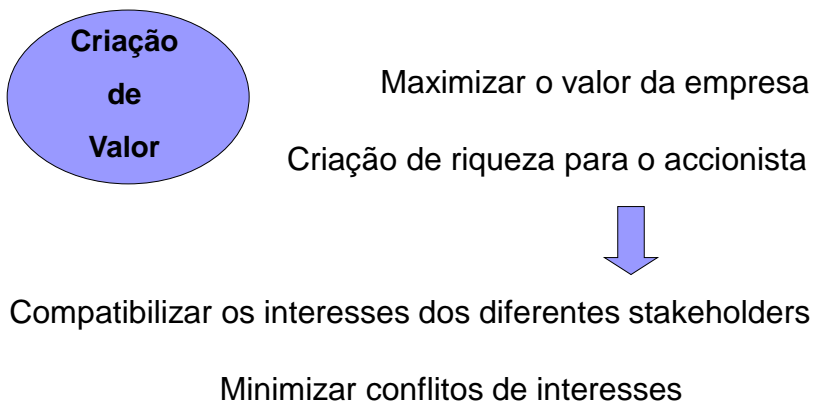 Criação
de
Valor
Maximizar o valor da empresa
Criação de riqueza para o accionista
Compatibilizar os interesses dos diferentes stakeholders
Minimizar conflitos de interesses